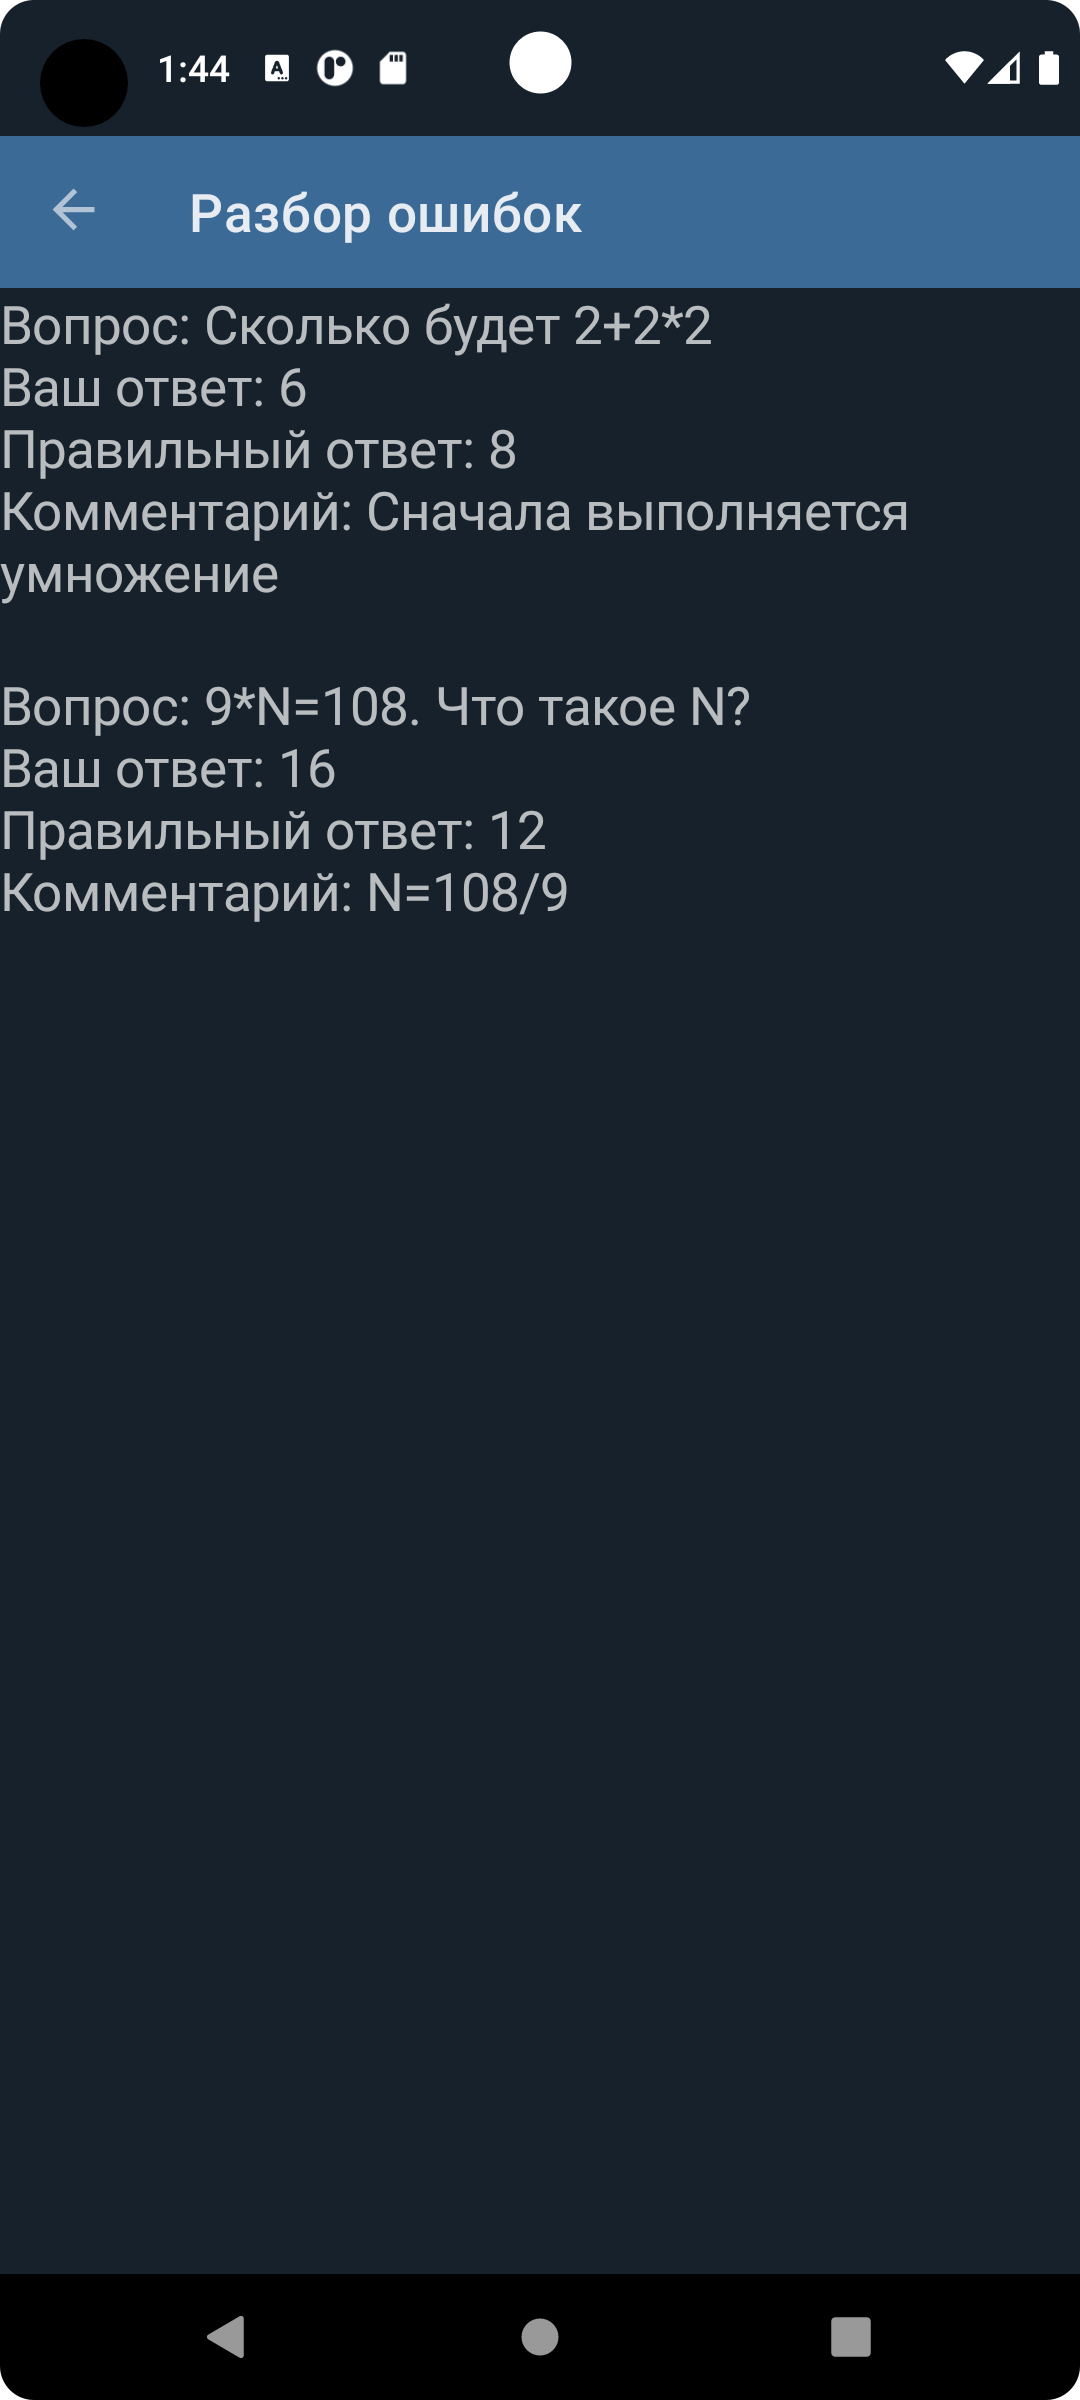 1:44
Разбор ошибок
Вопрос: Сколько будет 2+2*2
Ваш ответ: 6
Правильный ответ: 8
Комментарий: Сначала выполняется
умножение
Вопрос: 9*N=108. Что такое N?
Ваш ответ: 16
Правильный ответ: 12
Комментарий: N=108/9